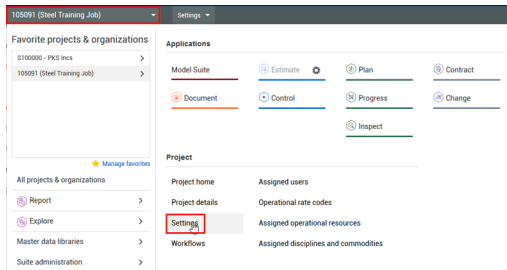 105091 (Steel Training Job)
Settings
Favorite projects & organizations
S100000 - PKS Incs
105091 (Steel Training Job)
Manage favorites
All projects & organizations
Report
Explore
Master data libraries
Suite administration
Applications
Model Suite
Estimate
Plan
Contract
Document
Control
Progress
Change
Inspect
Project
Project home
Assigned users
Project details
Operational rate codes
Settings
Assigned operational resources
Workflows
Assigned disciplines and commodities